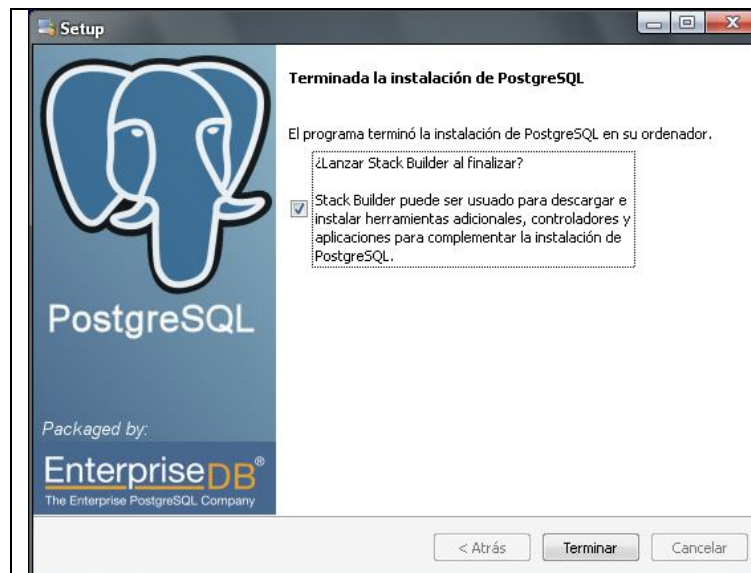 Setup
Terminada la instalación de PostgreSQL
El programa terminó la instalación de PostgreSQL en su ordenador.
¿Lanzar Stack Builder al finalizar?
Stack Builder puede ser usado para descargar e
instalar herramientas adicionales, controladores y
aplicaciones para complementar la instalación de
PostgreSQL.
PostgreSQL
Packaged by:
EnterpriseDB®
The Enterprise PostgreSQL Company
< Atrás
Terminar
Cancelar